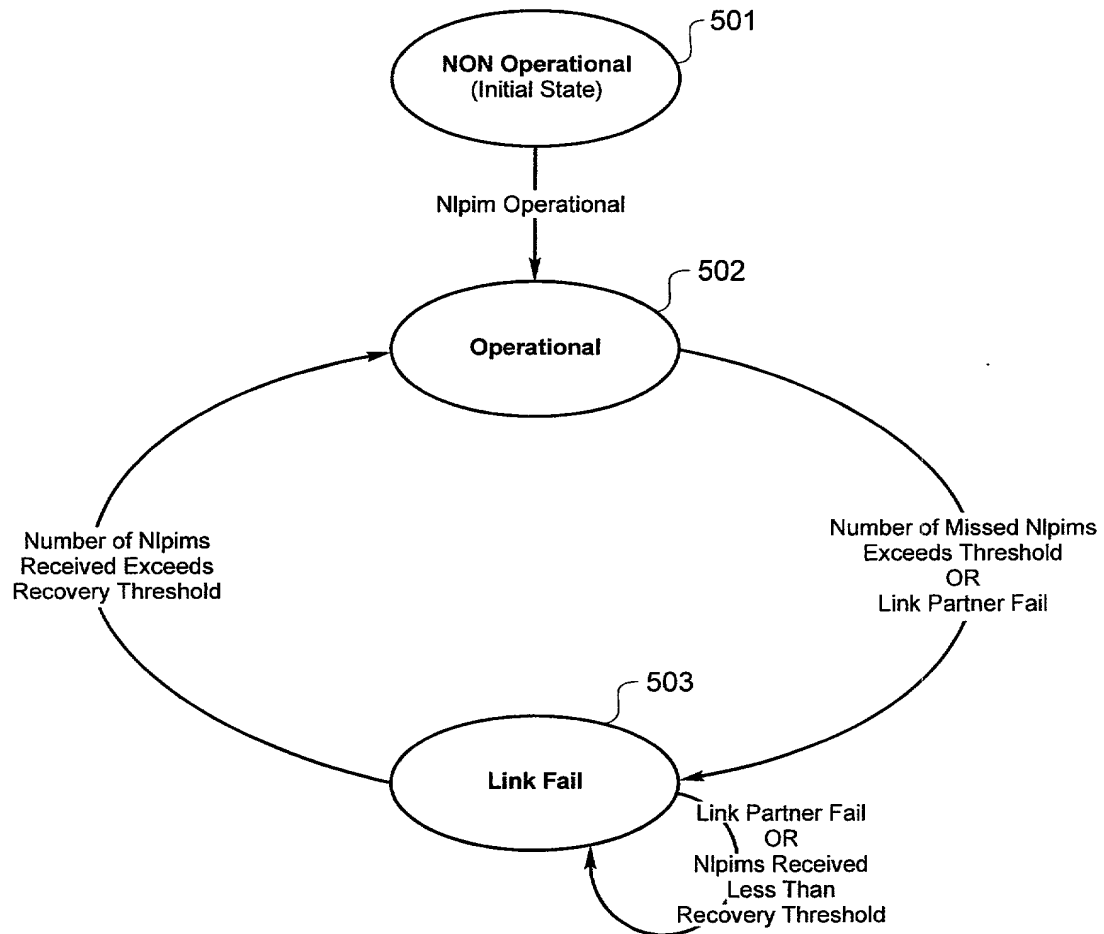 501
NON Operational
(Initial State)
Nlpim Operational
502
Operational
Number of Nlpims
Received Exceeds
Recovery Threshold
Number of Missed Nlpims
Exceeds Threshold
OR
Link Partner Fail
503
Link Fail
Link Partner Fail
OR
Nlpims Received
Less Than
Recovery Threshold